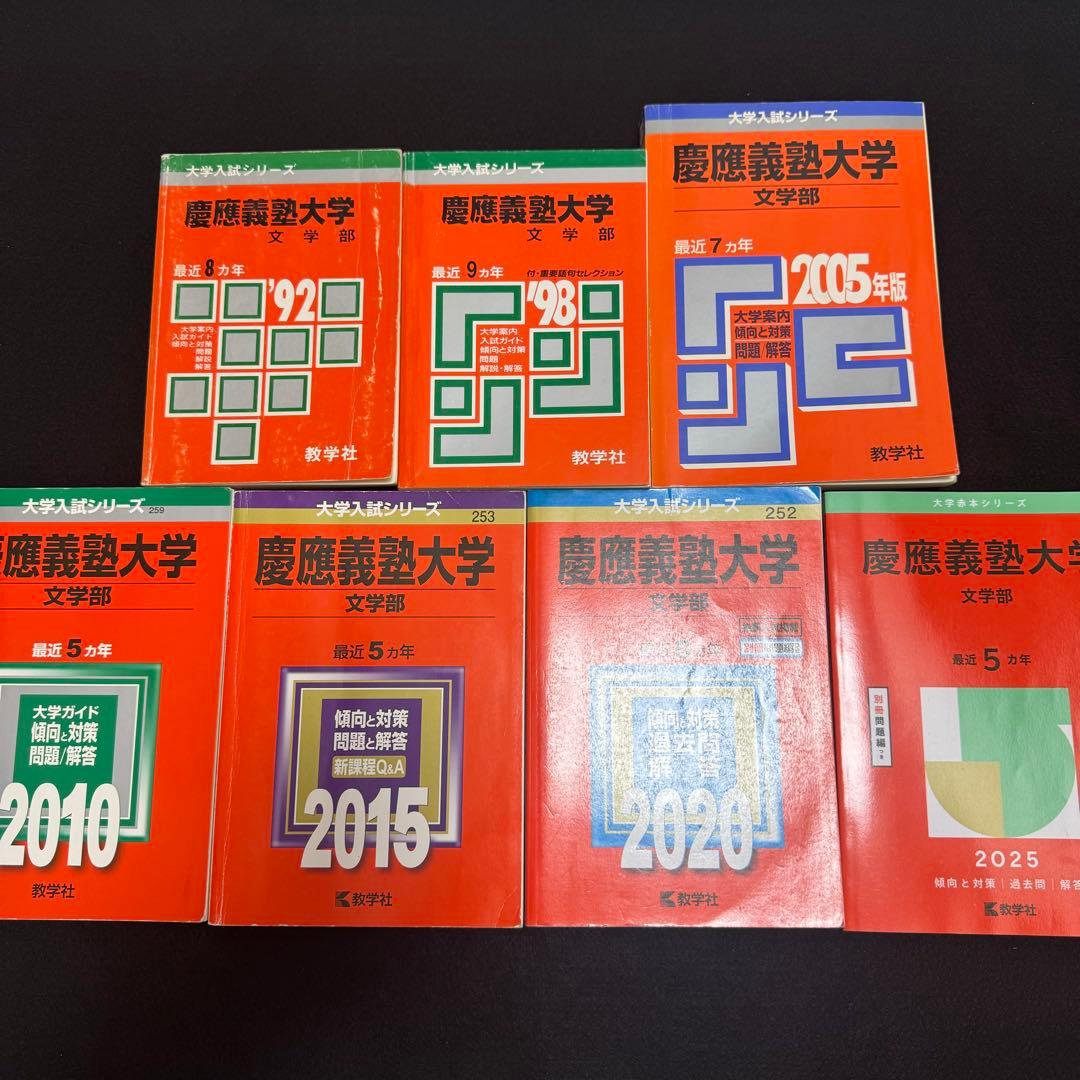 大学入試シリーズ
慶應義塾大学
文学部
最近8カ年
'92
大学案内
入試ガイド
傾向と対策
問題
解説
解答
教学社
大学入試シリーズ
慶應義塾大学
文学部
最近9カ年
付・重要語句セレクション
'98
大学案内
入試ガイド
傾向と対策
問題
解説・解答
教学社
大学入試シリーズ
慶應義塾大学
文学部
最近7カ年
2005年版
大学案内
傾向と対策
問題/解答
教学社
大学入試シリーズ
259
應義塾大学
文学部
最近5カ年
大学ガイド
傾向と対策
問題/解答
2010
教学社
大学入試シリーズ
253
慶應義塾大学
文学部
最近5カ年
傾向と対策
問題と解答
新課程Q&A
2015
教学社
大学入試シリーズ
252
慶應義塾大学
文学部
最近 カ年
別冊問題編
傾向と対策
過去問
解答
2020
教学社
大学赤本シリーズ
慶應義塾大学
文学部
最近5カ年
別冊問題編つき
2025
傾向と対策|過去問|解答
教学社